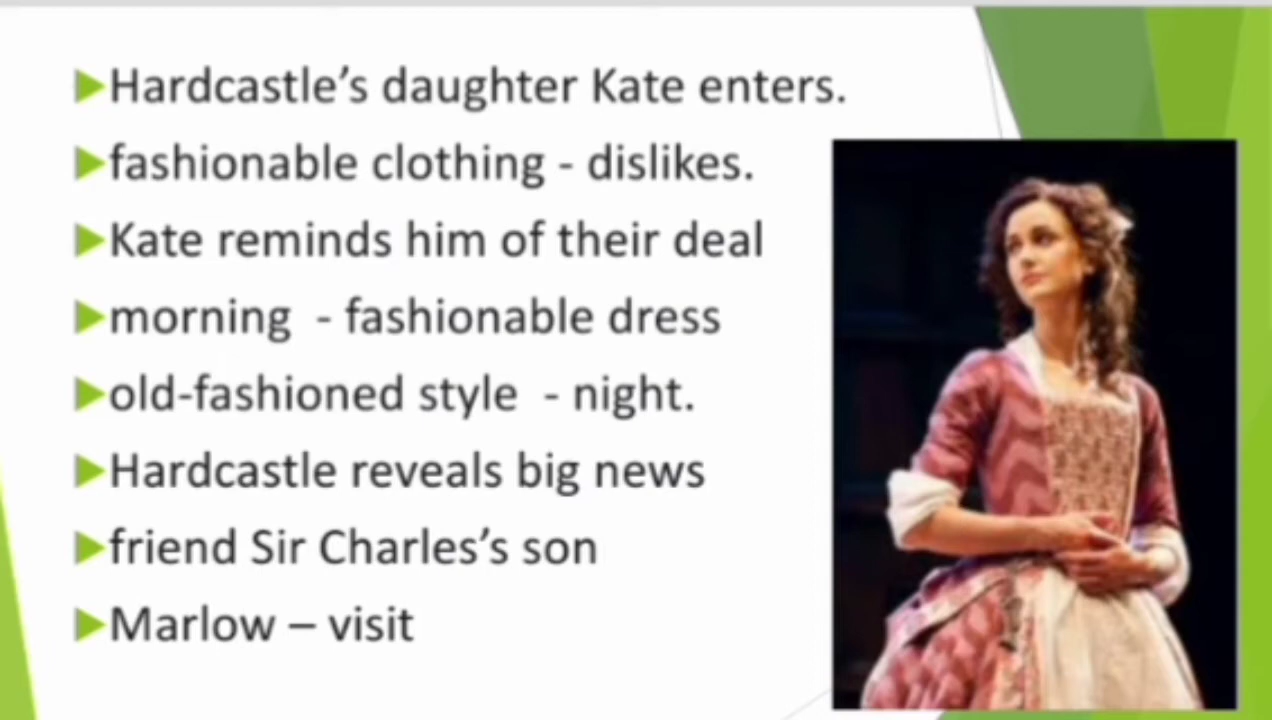 Hardcastle’s daughter Kate enters.
fashionable clothing - dislikes.
Kate reminds him of their deal
morning  - fashionable dress
old-fashioned style  - night.
Hardcastle reveals big news
friend Sir Charles’s son
Marlow – visit